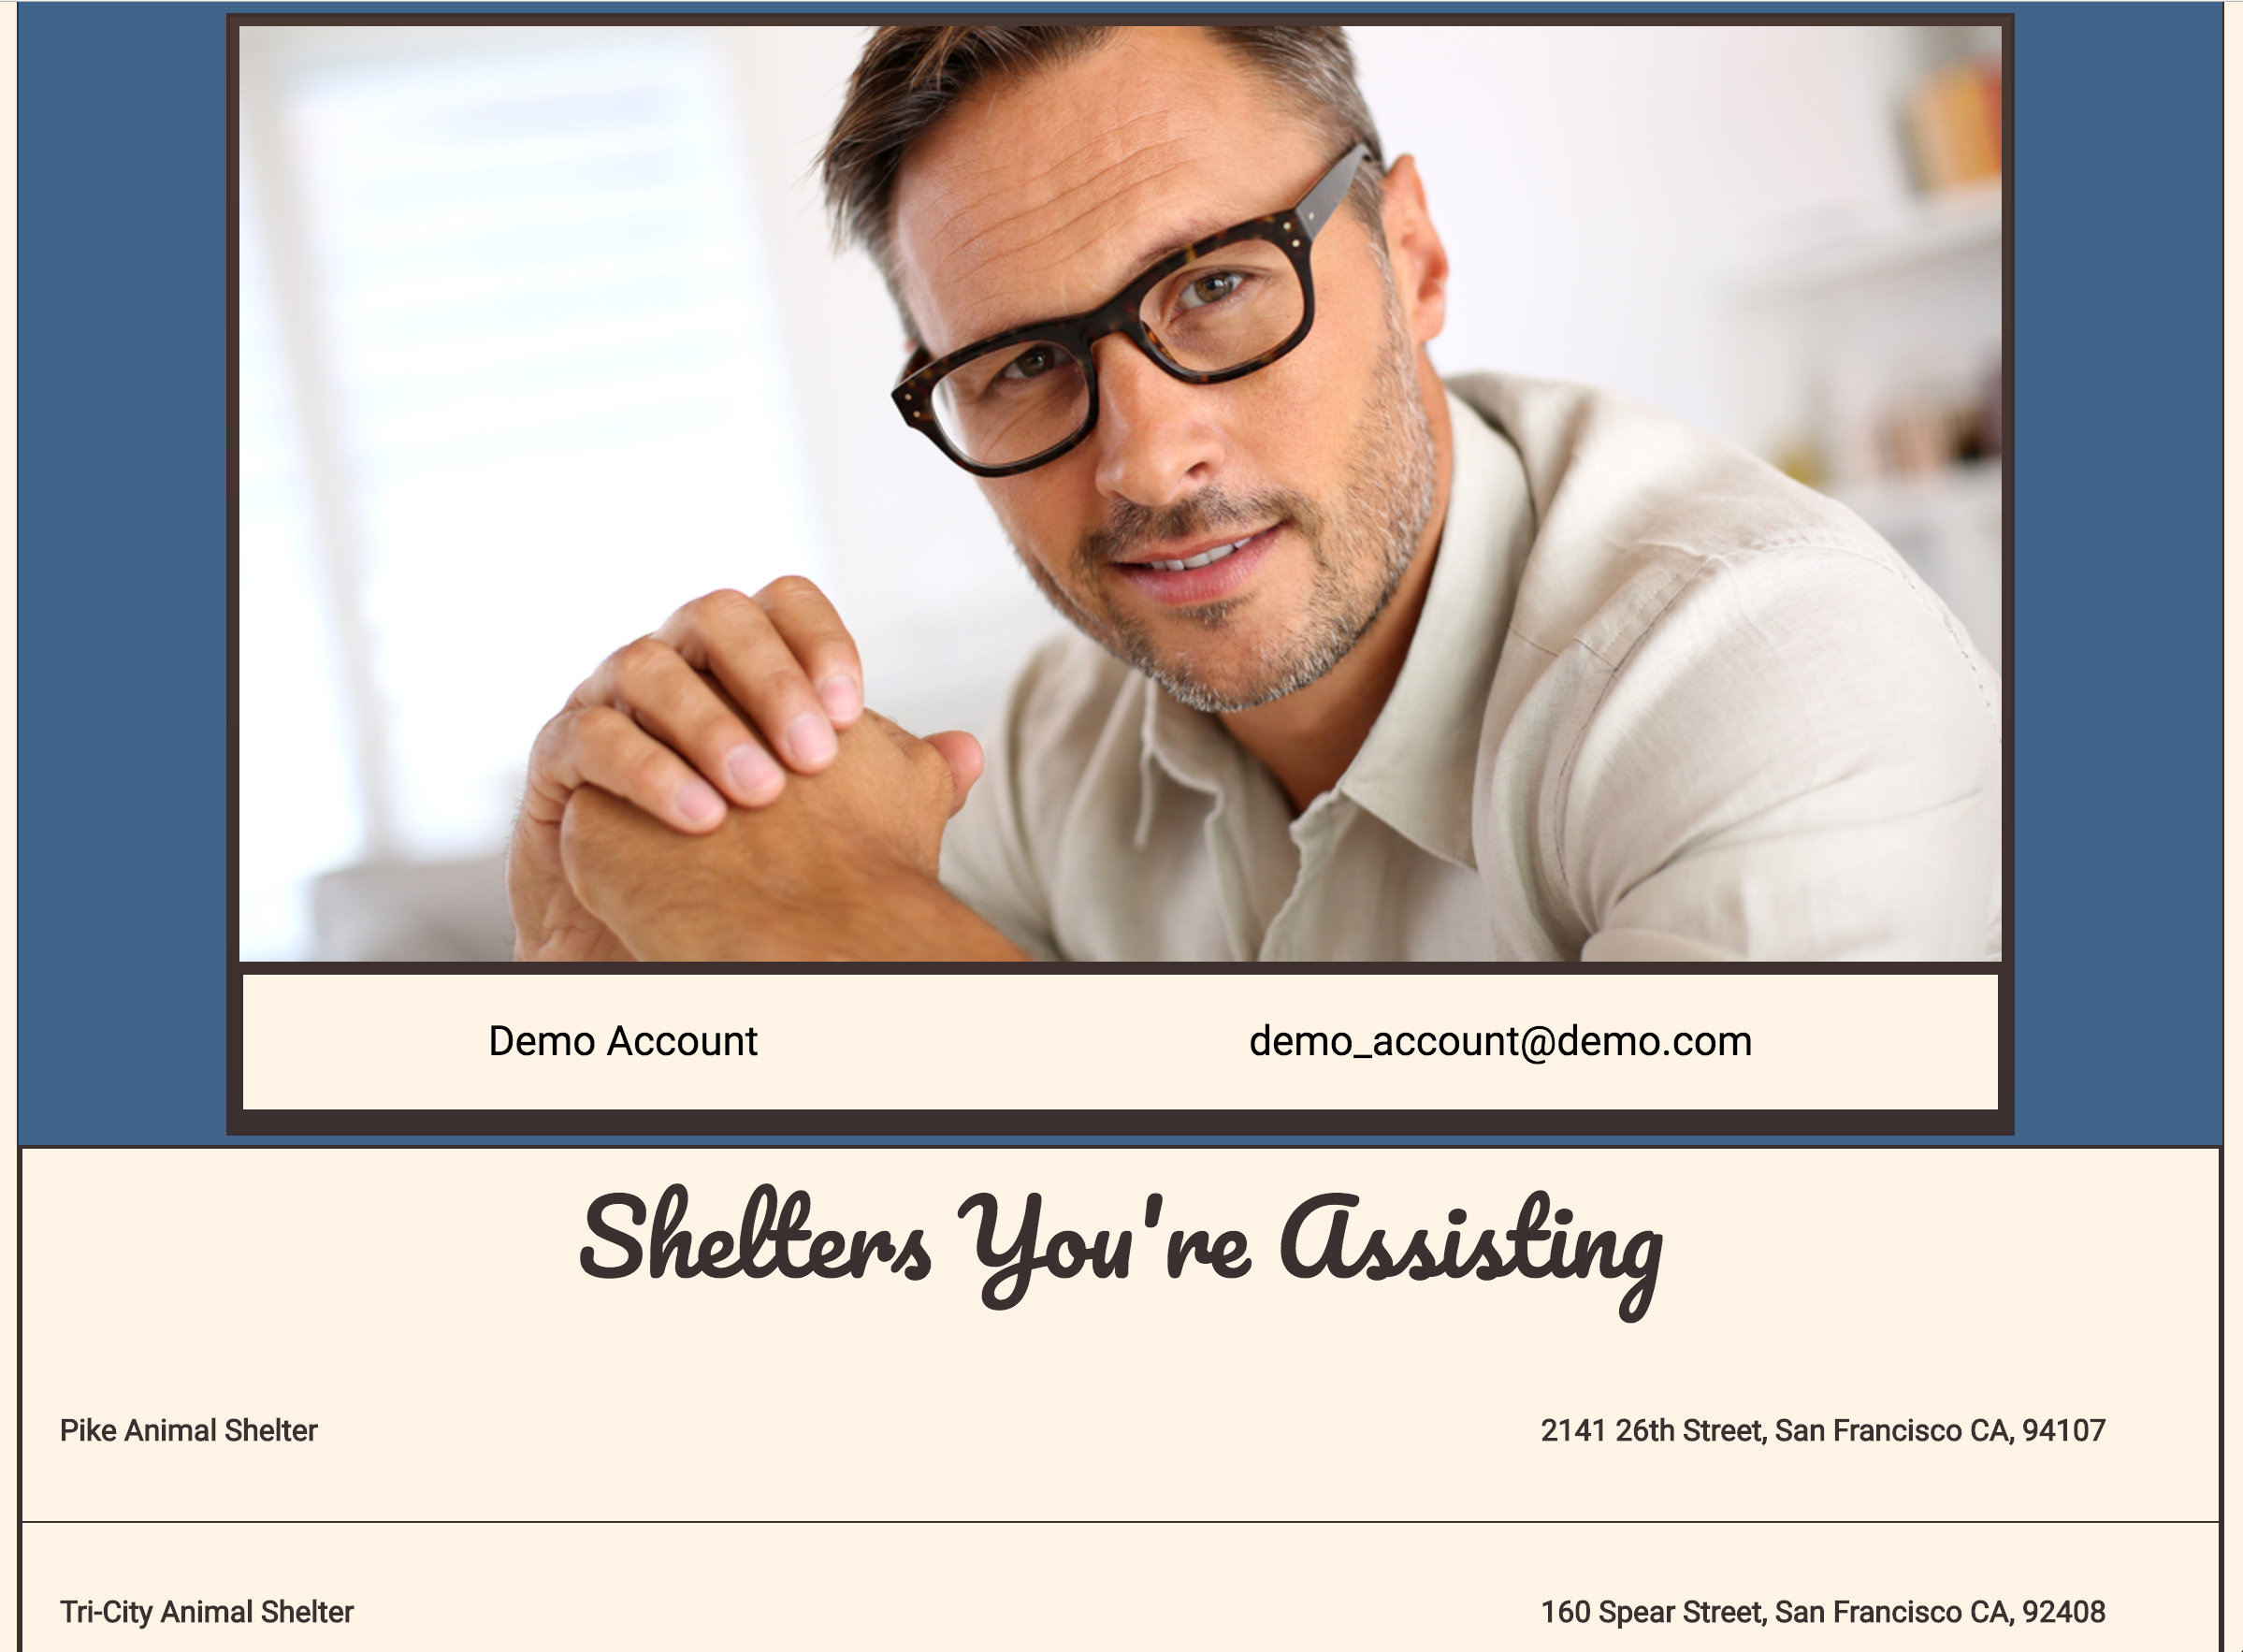 Demo Account
demo_account@demo.com
Shelters You're Assisting
Pike Animal Shelter
2141 26th Street, San Francisco CA, 94107
Tri-City Animal Shelter
160 Spear Street, San Francisco CA, 92408